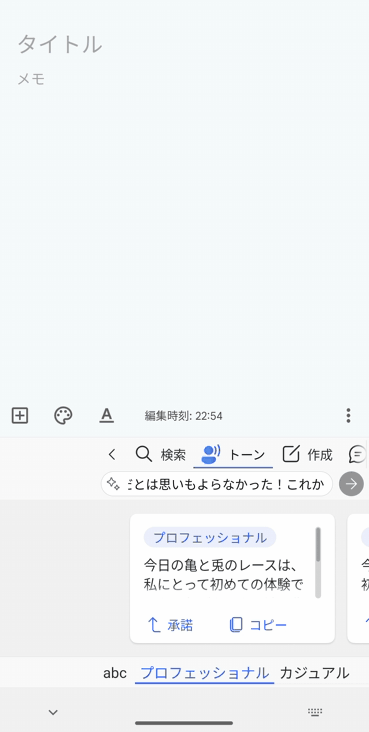 タイトル
メモ
編集時刻: 22:54
検索 トーン 作成
どとは思いもよらなかった！これか
プロフェッショナル
今日の亀と兎のレースは、
私にとって初めての体験で
承諾 コピー
abc プロフェッショナル カジュアル